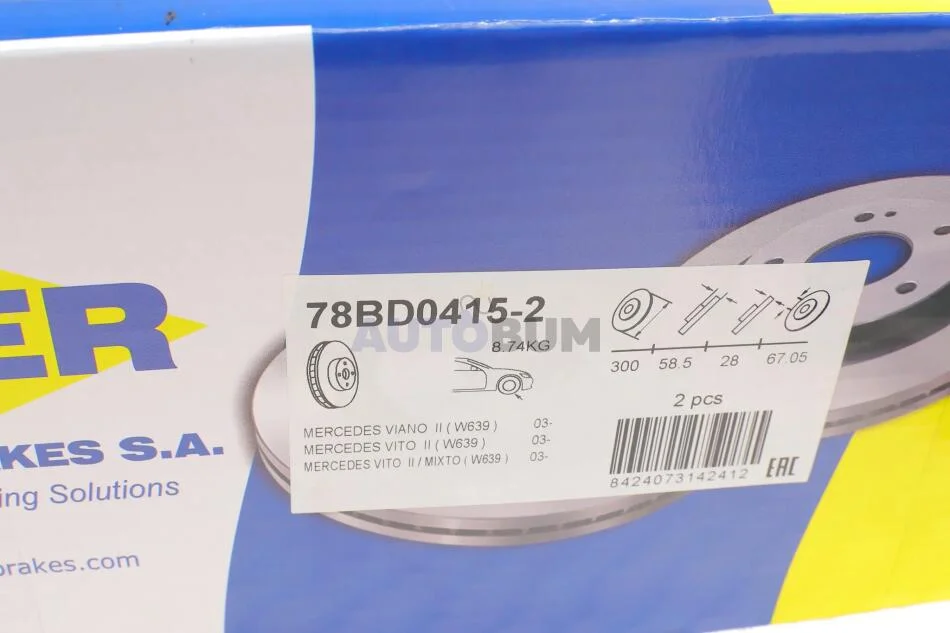 ER
KES S.A.
ing Solutions
brakes.com
78BD0415-2
AUTOBUM
8.74KG
300 58.5 28 67.05
2 pcs
MERCEDES VIANO II ( W639 ) 03-
MERCEDES VITO II ( W639 ) 03-
MERCEDES VITO II / MIXTO ( W639 ) 03-
8424073142412
EAC